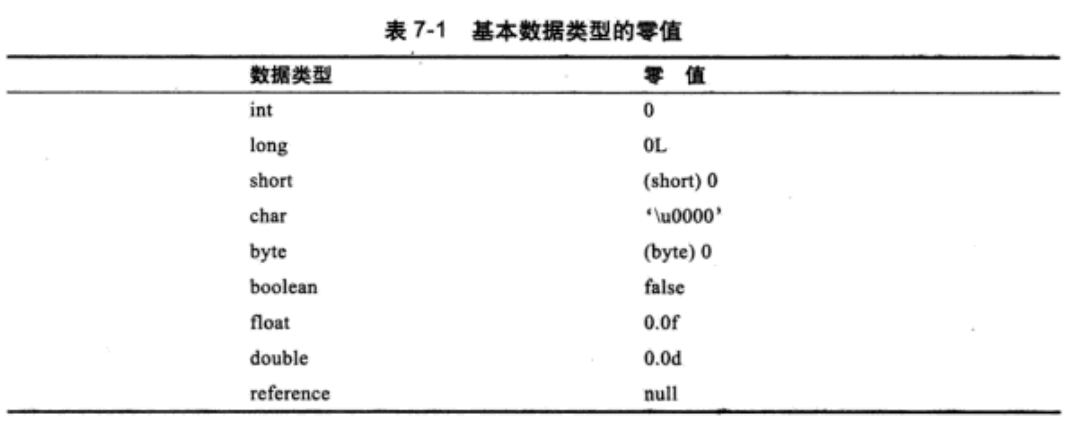 表 7-1 基本数据类型的零值
数据类型 零 值
int 0
long 0L
short (short) 0
char ‘\u0000’
byte (byte) 0
boolean false
float 0.0f
double 0.0d
reference null